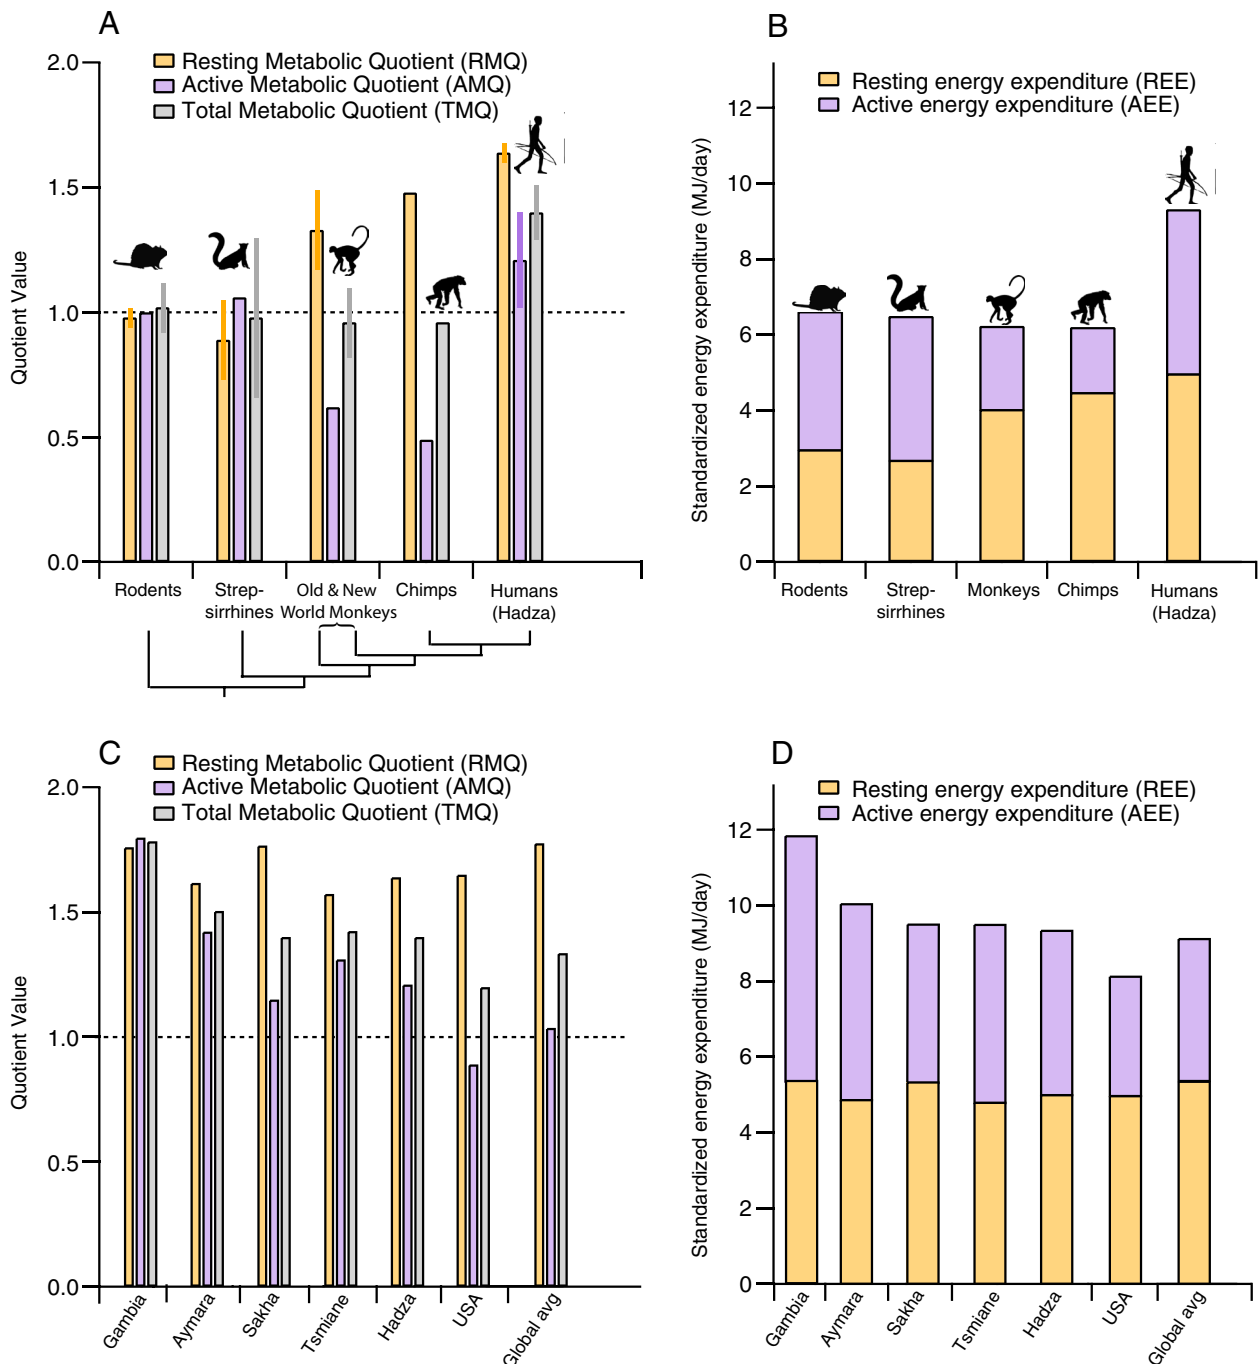 A
Resting Metabolic Quotient (RMQ)
Active Metabolic Quotient (AMQ)
Total Metabolic Quotient (TMQ)
2.0
1.5
1.0
0.5
0.0
Quotient Value
Rodents
Strep-
sirrhines
Old & New
World Monkeys
Chimps
Humans
(Hadza)
B
Resting energy expenditure (REE)
Active energy expenditure (AEE)
12
10
8
6
4
2
0
Standardized energy expenditure (MJ/day)
Rodents
Strep-
sirrhines
Monkeys
Chimps
Humans
(Hadza)
C
Resting Metabolic Quotient (RMQ)
Active Metabolic Quotient (AMQ)
Total Metabolic Quotient (TMQ)
2.0
1.5
1.0
0.5
0.0
Quotient Value
Gambia
Aymara
Sakha
Tsmiane
Hadza
USA
Global avg
D
Resting energy expenditure (REE)
Active energy expenditure (AEE)
12
10
8
6
4
2
0
Standardized energy expenditure (MJ/day)
Gambia
Aymara
Sakha
Tsmiane
Hadza
USA
Global avg